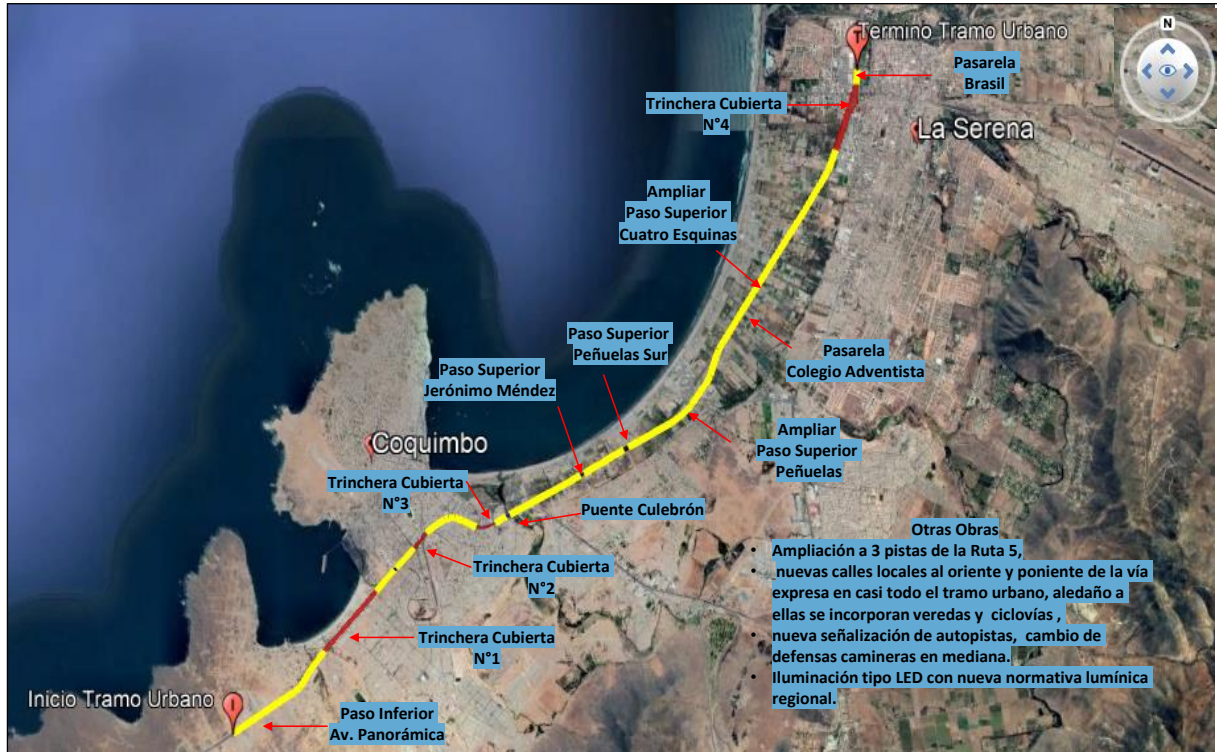 N
Termino Tramo Urbano
T
Pasarela
Brasil
Trinchera Cubierta
N°4
La Serena
Ampliar
Paso Superior
Cuatro Esquinas
Paso Superior
Peñuelas Sur
Pasarela
Colegio Adventista
Paso Superior
Jerónimo Méndez
Ampliar
Paso Superior
Peñuelas
Coquimbo
Trinchera Cubierta
N°3
Puente Culebrón
Trinchera Cubierta
N°2
Trinchera Cubierta
N°1
Inicio Tramo Urbano
I
Paso Inferior
Av. Panorámica
Otras Obras
• Ampliación a 3 pistas de la Ruta 5,
• nuevas calles locales al oriente y poniente de la vía
expresa en casi todo el tramo urbano, aledaño a
ellas se incorporan veredas y ciclovías ,
• nueva señalización de autopistas, cambio de
defensas camineras en mediana.
• Iluminación tipo LED con nueva normativa lumínica
regional.